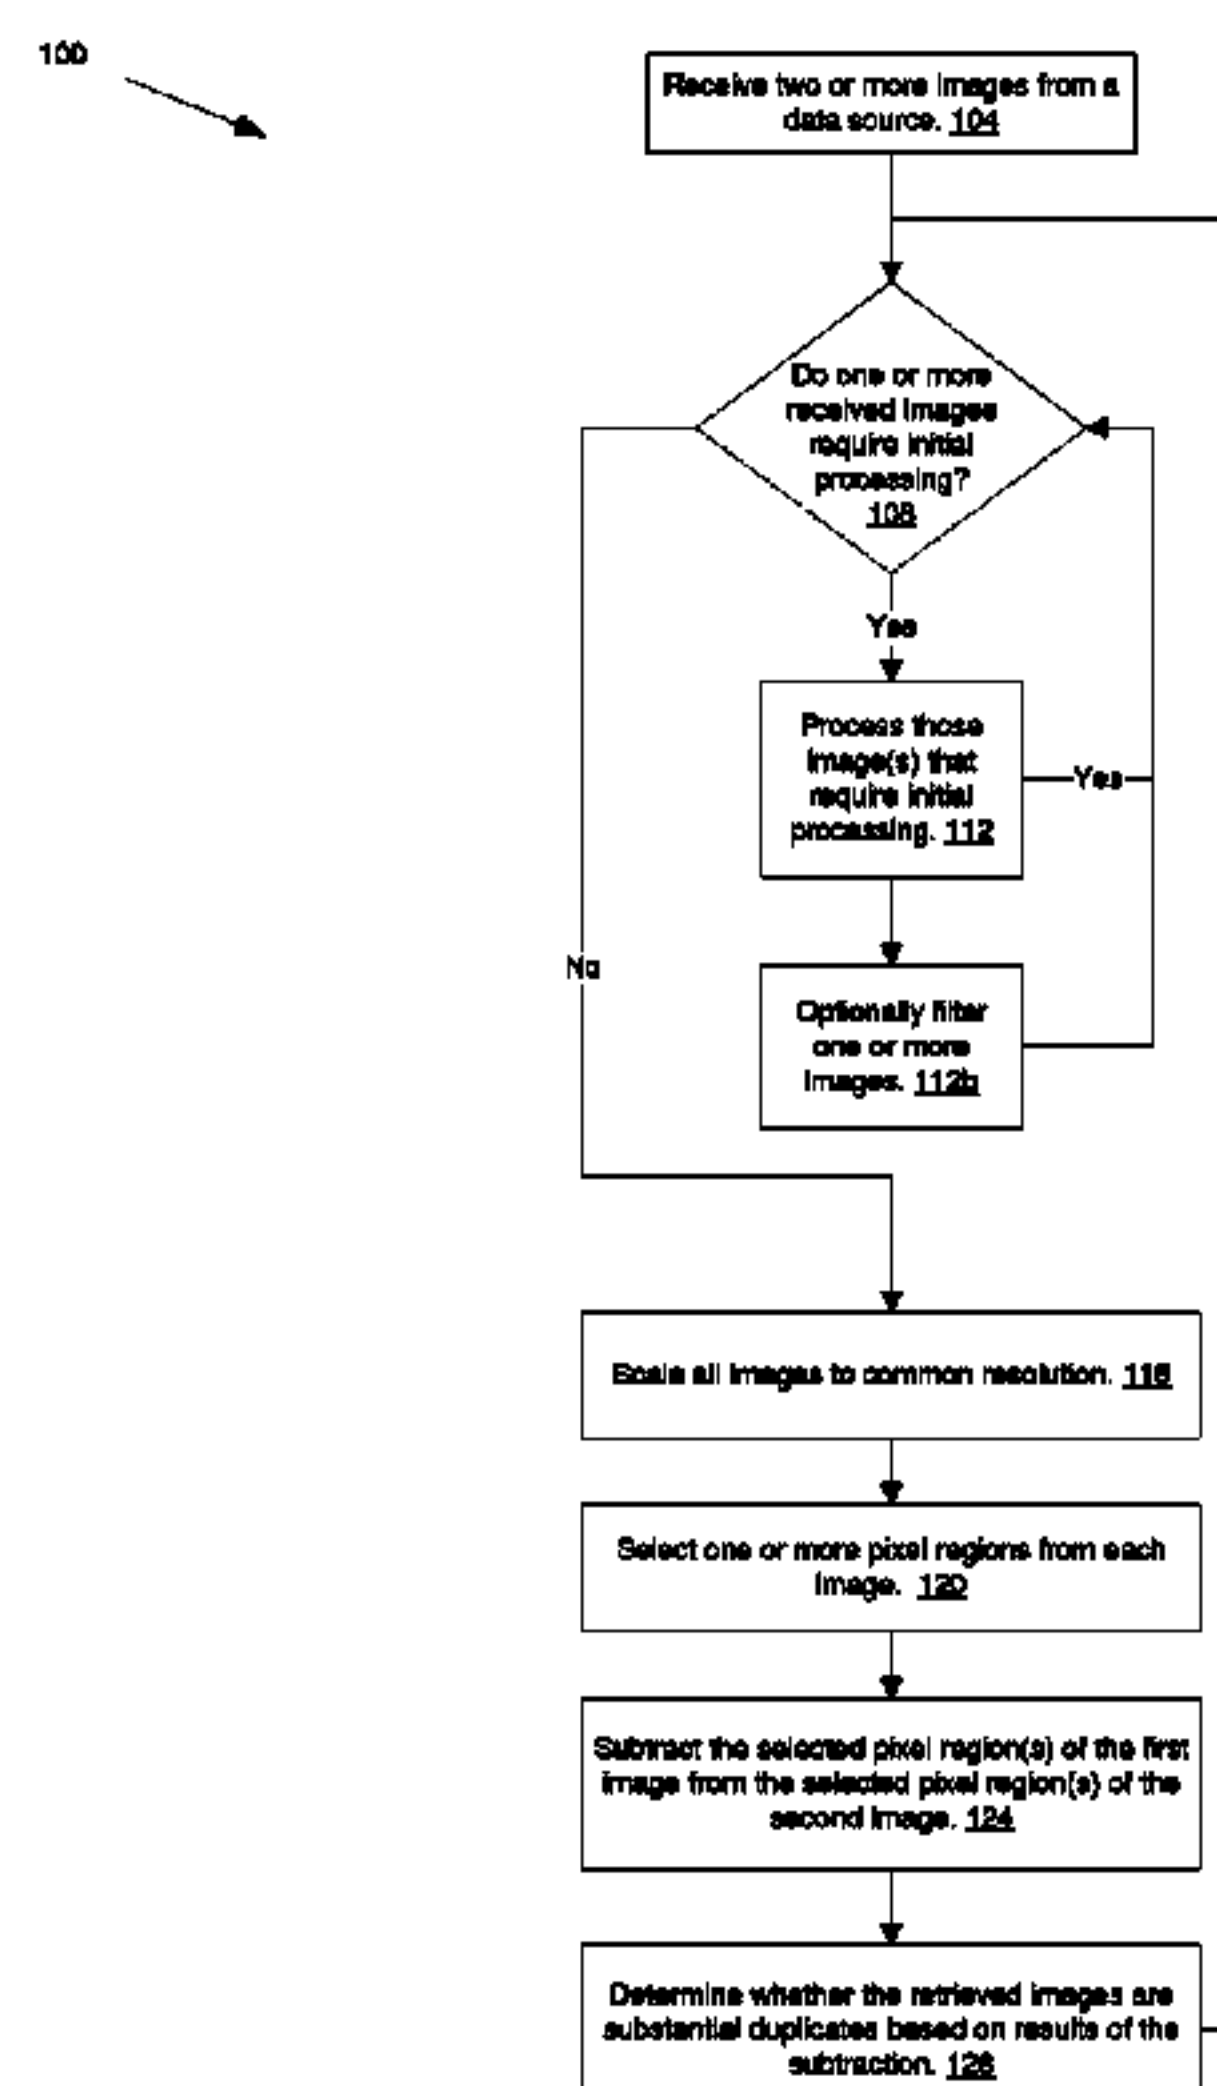 100
Receive two or more images from a
data source. 104
Do one or more
received images
require initial
processing?
108
Yes
Process those
image(s) that
require initial
processing. 112
Yes
No
Optionally filter
one or more
images. 112b
Scale all images to common resolution. 116
Select one or more pixel regions from each
image. 120
Subtract the selected pixel region(s) of the first
image from the selected pixel region(s) of the
second image. 124
Determine whether the retrieved images are
substantial duplicates based on results of the
subtraction. 128